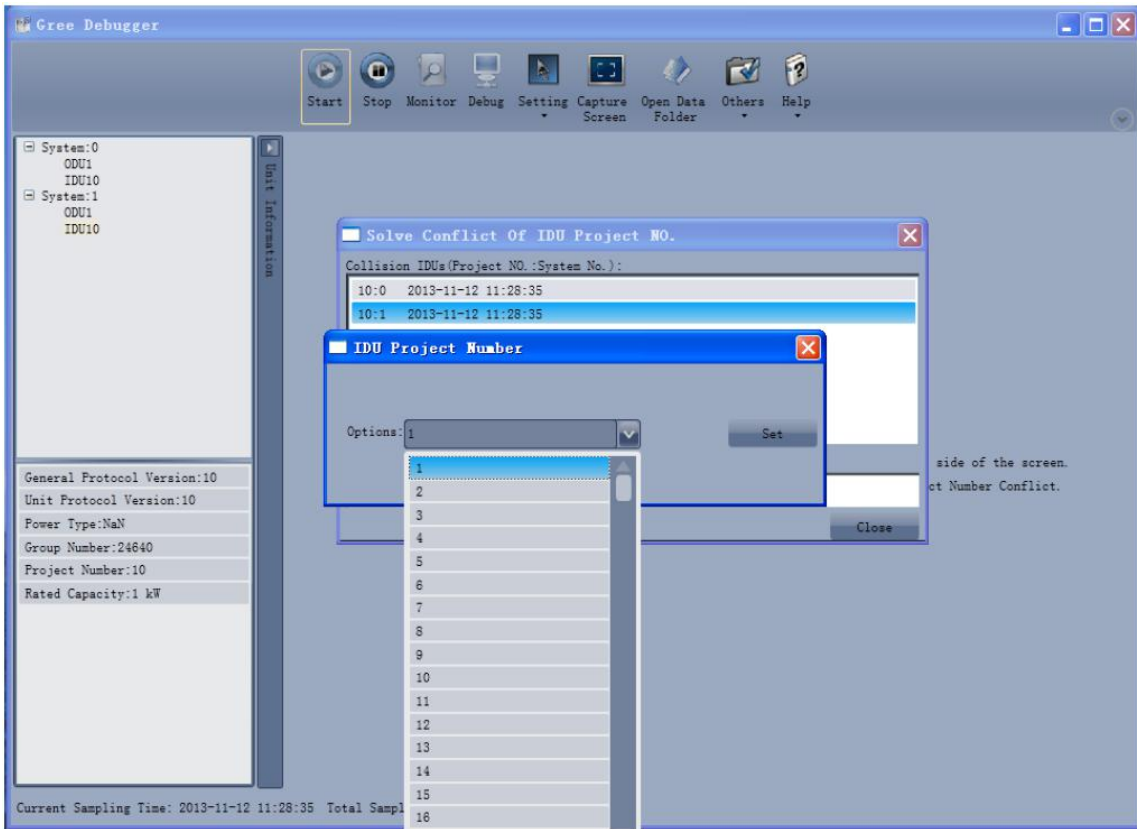 Gree Debugger
Start
Stop
Monitor
Debug
Setting
Capture Screen
Open Data Folder
Others
Help
System:0
ODU1
IDU10
System:1
ODU1
IDU10
Unit Information
Solve Conflict Of IDU Project NO.
Collision IDUs(Project NO.:System No.):
10:0 2013-11-12 11:28:35
10:1 2013-11-12 11:28:35
IDU Project Number
Options: 1
Set
1
2
3
4
5
6
7
8
9
10
11
12
13
14
15
16
side of the screen.
ct Number Conflict.
Close
General Protocol Version:10
Unit Protocol Version:10
Power Type:NaN
Group Number:24640
Project Number:10
Rated Capacity:1 kW
Current Sampling Time: 2013-11-12 11:28:35 Total Sampl